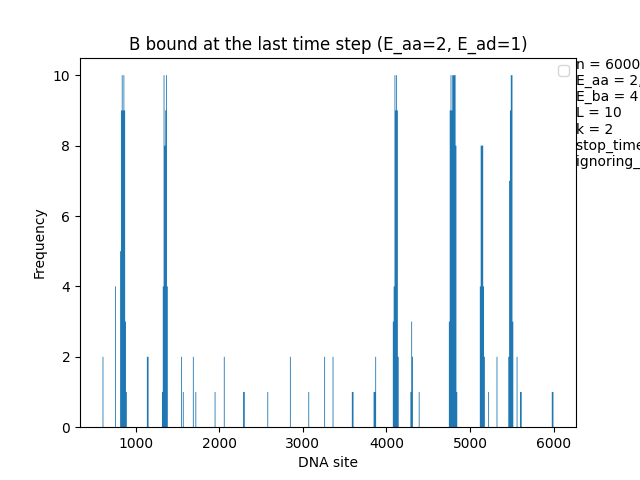 B bound at the last time step (E_aa=2, E_ad=1)
10
8
6
4
2
0
Frequency
1000
2000
3000
4000
5000
6000
DNA site
n = 6000
E_aa = 2,
E_ba = 4
L = 10
k = 2
stop_time
ignoring_